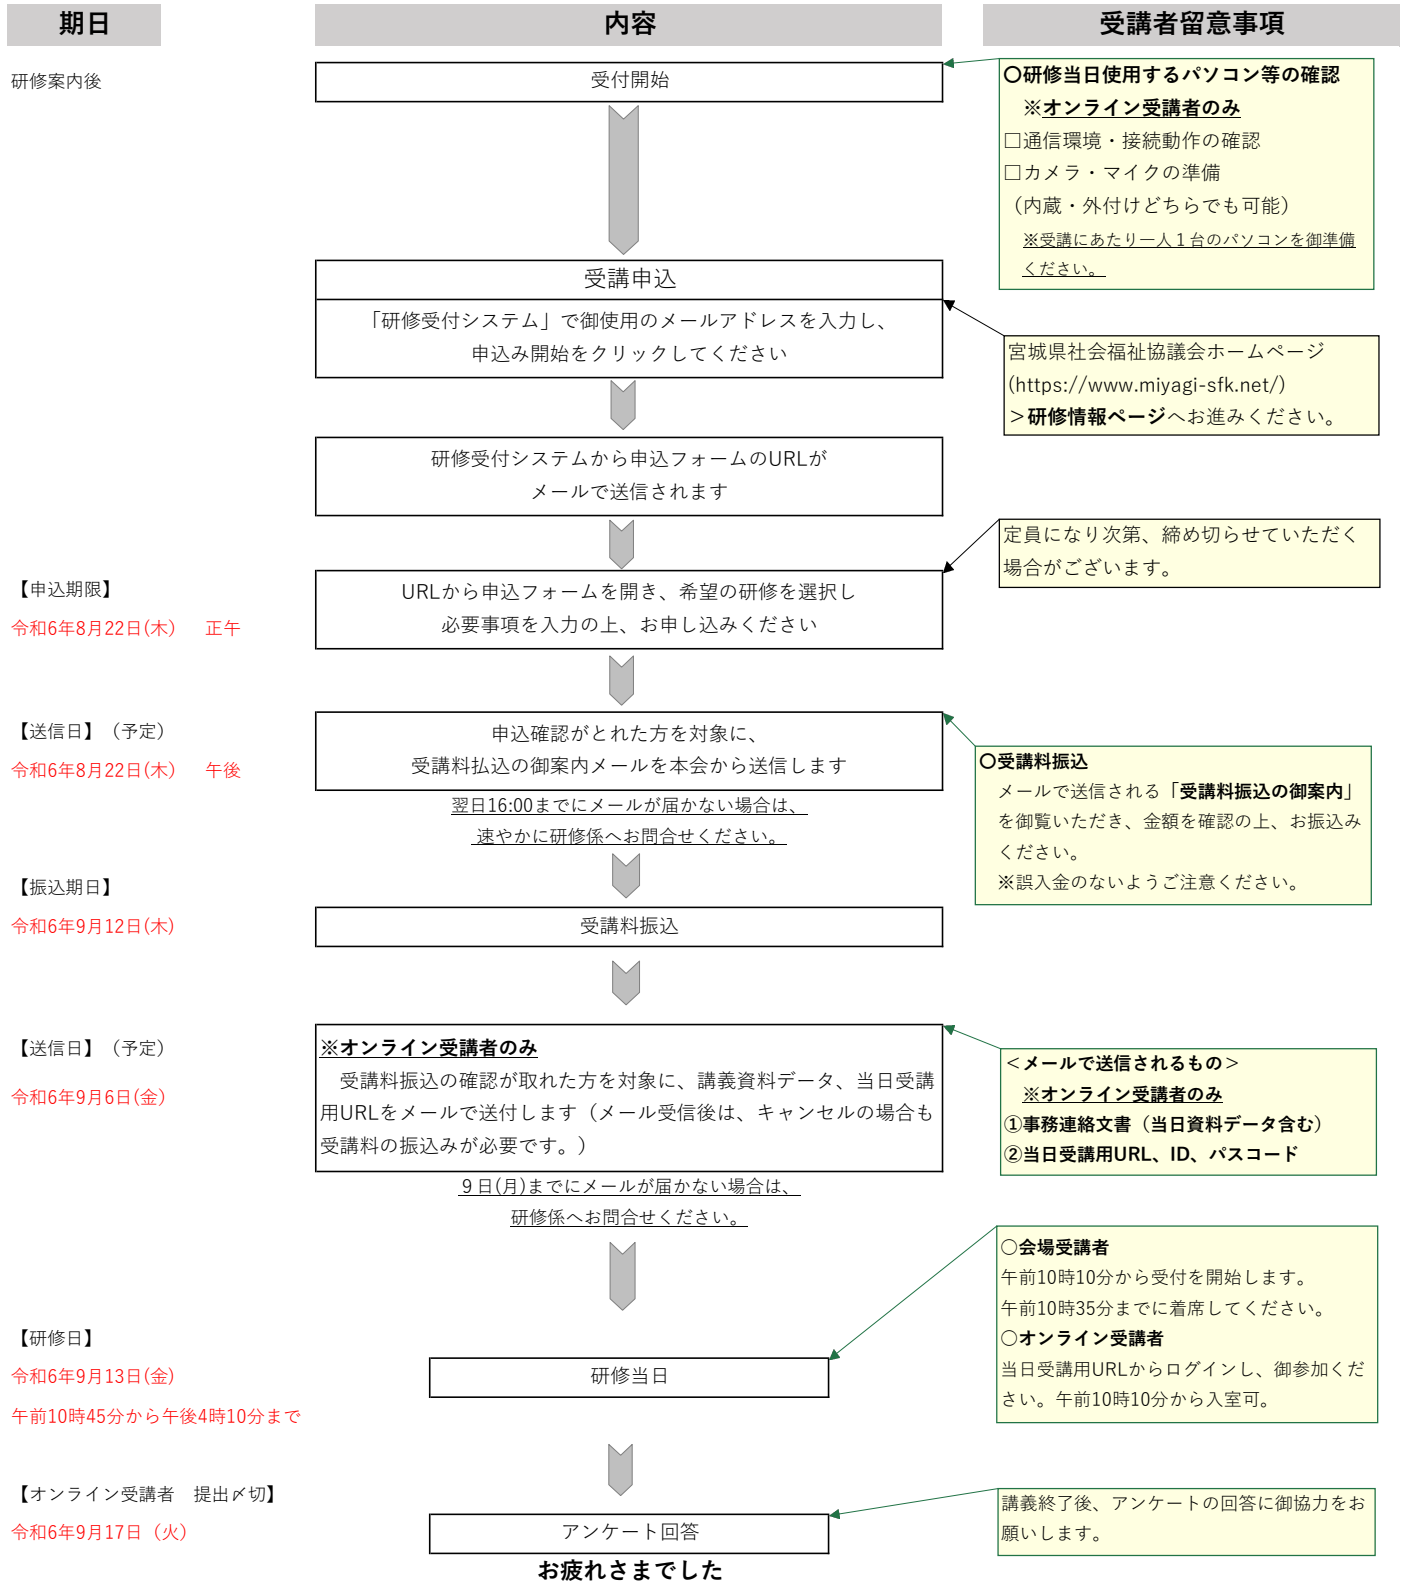 期日
内容
受講者留意事項
研修案内後
受付開始
〇研修当日使用するパソコン等の確認
※オンライン受講者のみ
□通信環境・接続動作の確認
□カメラ・マイクの準備
（内蔵・外付けどちらでも可能）
※受講にあたり一人１台のパソコンを御準備
ください。
受講申込
「研修受付システム」で御使用のメールアドレスを入力し、
申込み開始をクリックしてください
宮城県社会福祉協議会ホームページ
(https://www.miyagi-sfk.net/)
＞研修情報ページへお進みください。
研修受付システムから申込フォームのURLが
メールで送信されます
定員になり次第、締め切らせていただく
場合がございます。
【申込期限】
令和6年8月22日(木)　正午
URLから申込フォームを開き、希望の研修を選択し
必要事項を入力の上、お申し込みください
【送信日】（予定）
令和6年8月22日(木)　午後
申込確認がとれた方を対象に、
受講料払込の御案内メールを本会から送信します
翌日16:00までにメールが届かない場合は、
速やかに研修係へお問合せください。
〇受講料振込
メールで送信される「受講料振込の御案内」
を御覧いただき、金額を確認の上、お振込み
ください。
※誤入金のないようご注意ください。
【振込期日】
令和6年9月12日(木)
受講料振込
【送信日】（予定）
令和6年9月6日(金)
※オンライン受講者のみ
受講料振込の確認が取れた方を対象に、講義資料データ、当日受講
用URLをメールで送付します（メール受信後は、キャンセルの場合も
受講料の振込みが必要です。）
９日(月)までにメールが届かない場合は、
研修係へお問合せください。
＜メールで送信されるもの＞
※オンライン受講者のみ
①事務連絡文書（当日資料データ含む）
②当日受講用URL、ID、パスコード
○会場受講者
午前10時10分から受付を開始します。
午前10時35分までに着席してください。
○オンライン受講者
当日受講用URLからログインし、御参加くだ
さい。午前10時10分から入室可。
【研修日】
令和6年9月13日(金)
午前10時45分から午後4時10分まで
研修当日
【オンライン受講者　提出〆切】
令和6年9月17日（火）
アンケート回答
講義終了後、アンケートの回答に御協力をお
願いします。
お疲れさまでした